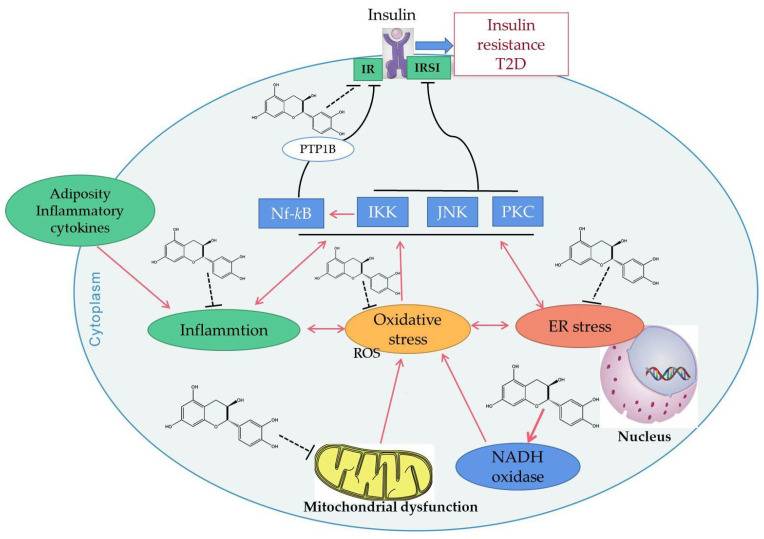 Insulin
Insulin
resistance
T2D
IR
IRSI
PTP1B
Adiposity
Inflammatory
cytokines
Nf-kB
IKK
JNK
PKC
Cytoplasm
Inflammtion
Oxidative
stress
ROS
ER stress
Nucleus
NADH
oxidase
Mitochondrial dysfunction